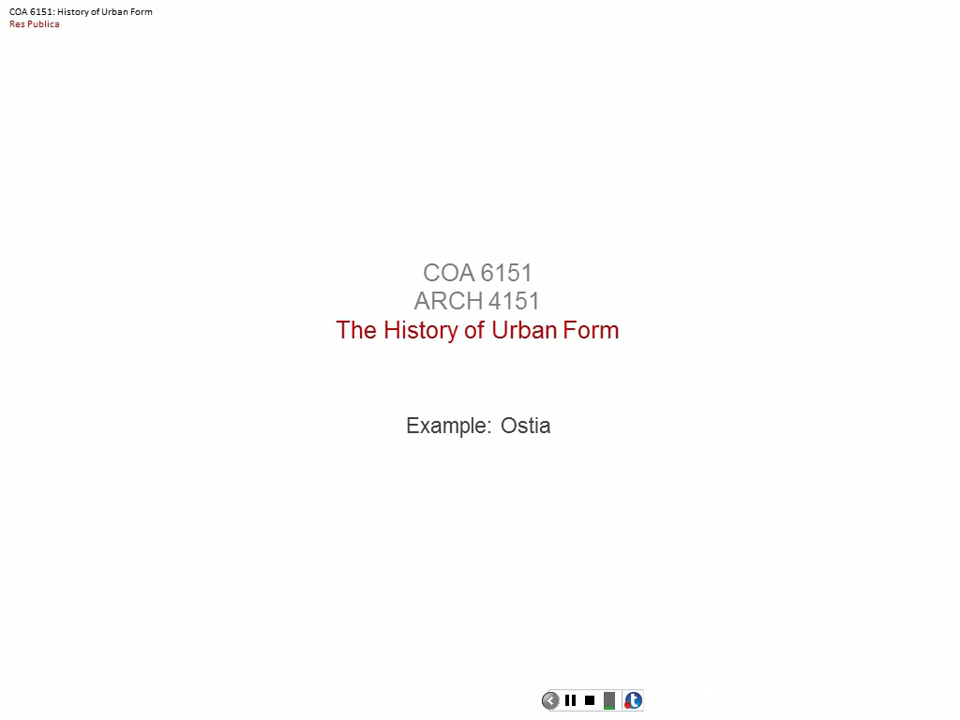 COA 6151: History of Urban Form
Res Publica
COA 6151
ARCH 4151
The History of Urban Form
Example: Ostia
t